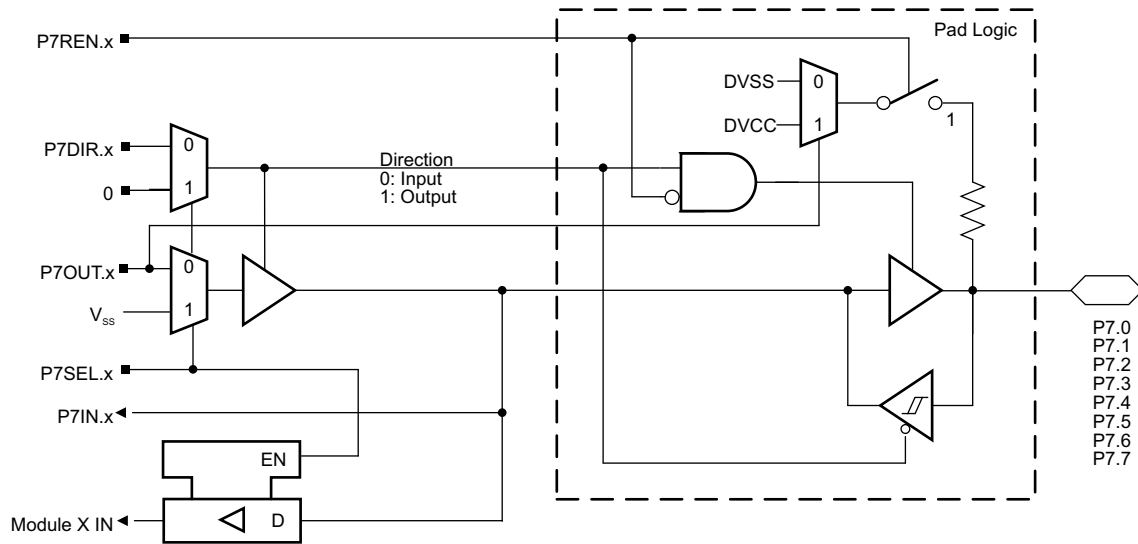 Pad Logic
P7REN.x
DVSS
0
DVCC
1
1
P7DIR.x
0
0
1
Direction
0: Input
1: Output
P7OUT.x
0
VSS
1
P7SEL.x
P7IN.x
EN
Module X IN
D
P7.0
P7.1
P7.2
P7.3
P7.4
P7.5
P7.6
P7.7